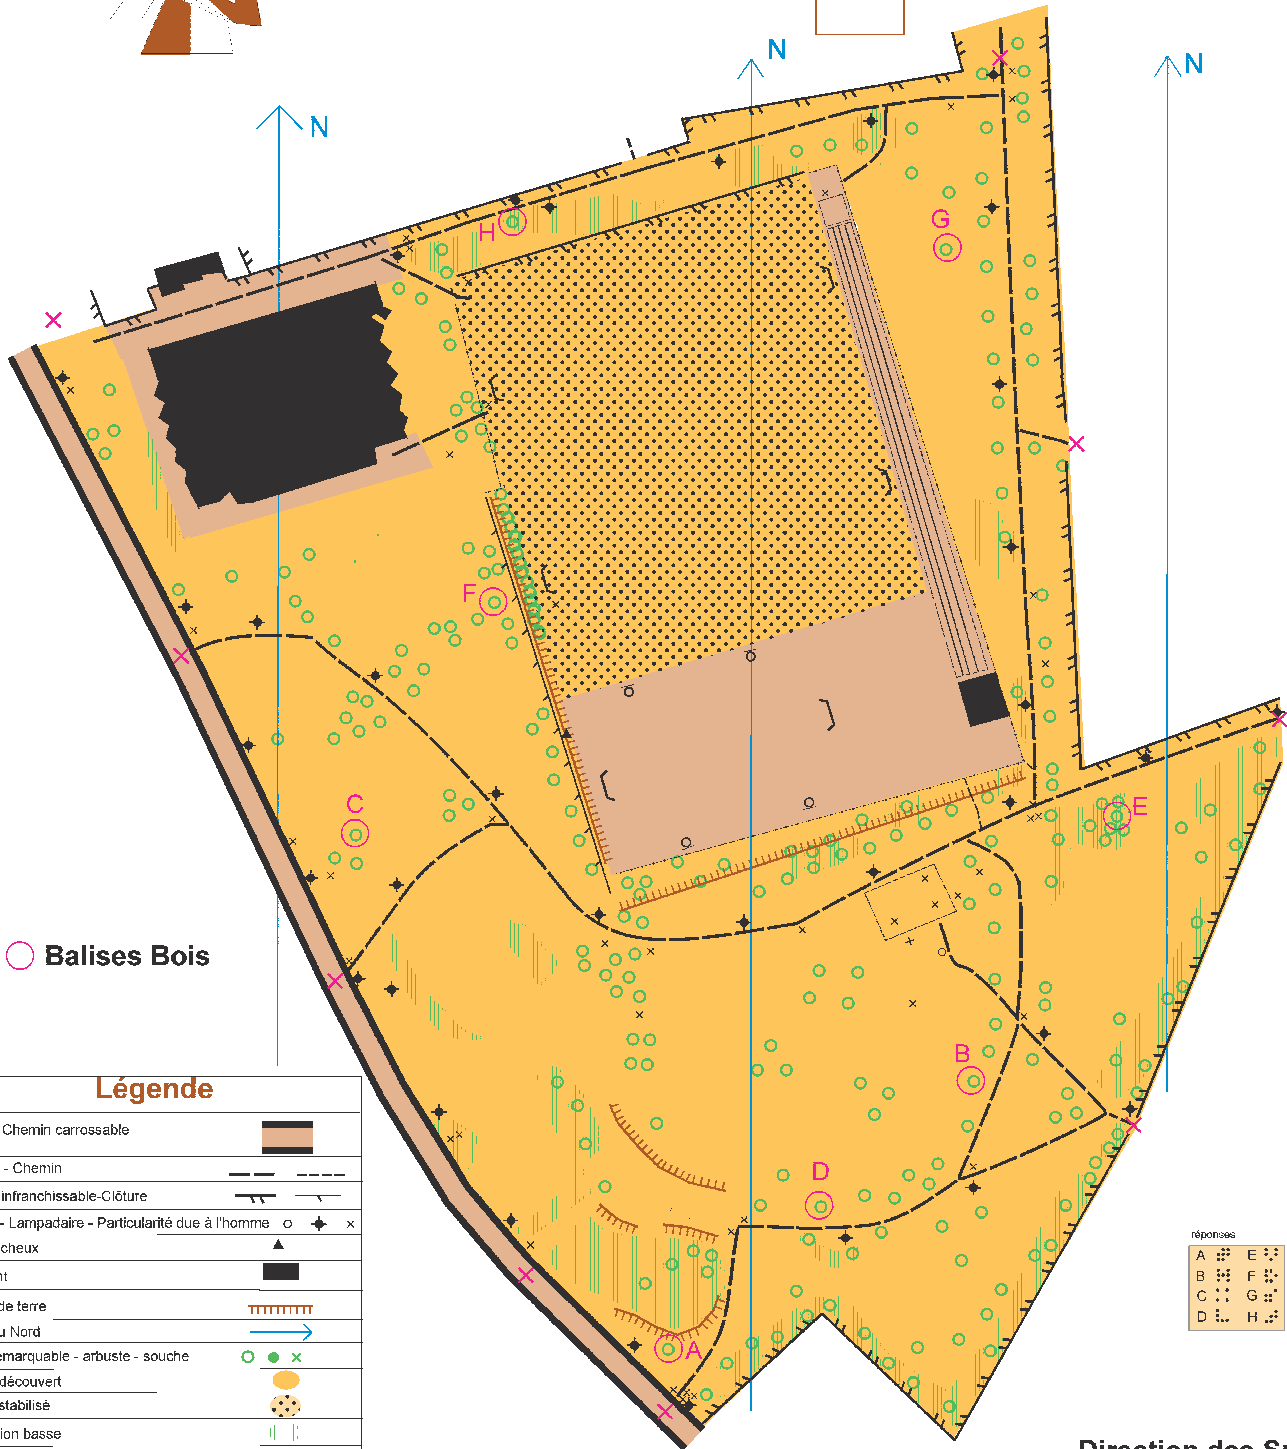 N
N
N
H
G
F
C
E
B
D
A
Balises Bois
Légende
Chemin carrossable
- Chemin
infranchissable-Clôture
- Lampadaire - Particularité due à l'homme
cheux
nt
de terre
u Nord
emarquable - arbuste - souche
découvert
stabilisé
ion basse
réponses
A E
B F
C G
D H
Direction des S